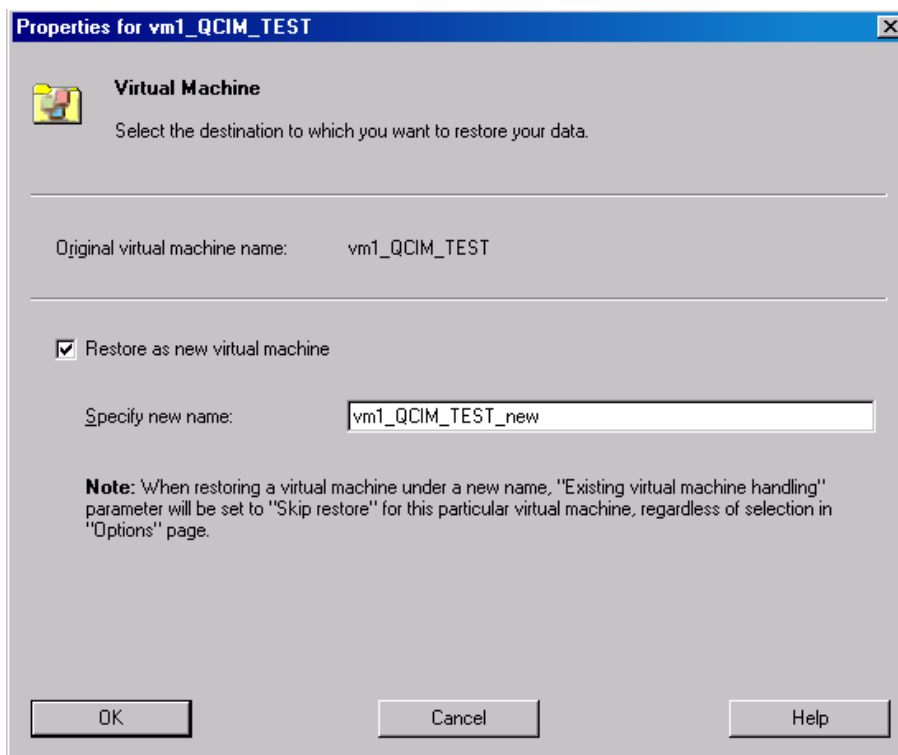 Properties for vm1_QCIM_TEST
Virtual Machine
Select the destination to which you want to restore your data.
Original virtual machine name: vm1_QCIM_TEST
Restore as new virtual machine
Specify new name: vm1_QCIM_TEST_new
Note: When restoring a virtual machine under a new name, "Existing virtual machine handling"
parameter will be set to "Skip restore" for this particular virtual machine, regardless of selection in
"Options" page.
OK Cancel Help